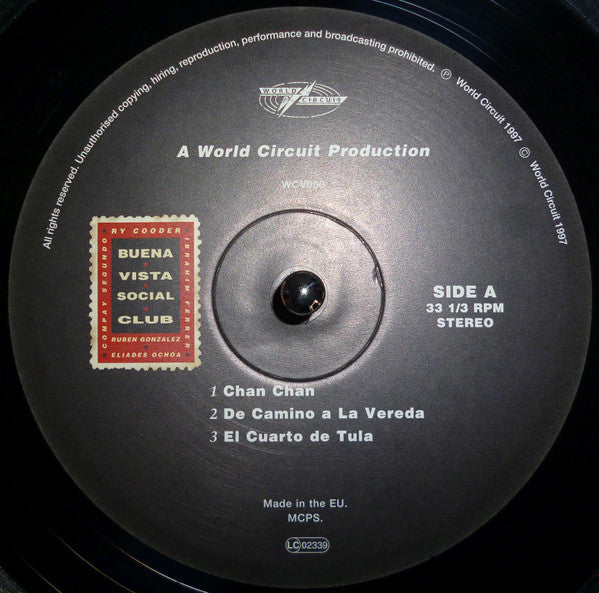 All rights reserved. Unauthorised copying, hiring, reproduction, performance and broadcasting prohibited. ℗ World Circuit 1997 © World Circuit 1997
WORLD
CIRCUIT
A World Circuit Production
WCV050
RY COODER
COMPAY SEGUNDO
IBRAHIM FERRER
BUENA
VISTA
SOCIAL
CLUB
RUBEN GONZALEZ
ELIADES OCHOA
SIDE A
33 1/3 RPM
STEREO
1 Chan Chan
2 De Camino a La Vereda
3 El Cuarto de Tula
Made in the EU.
MCPS.
LC 02339